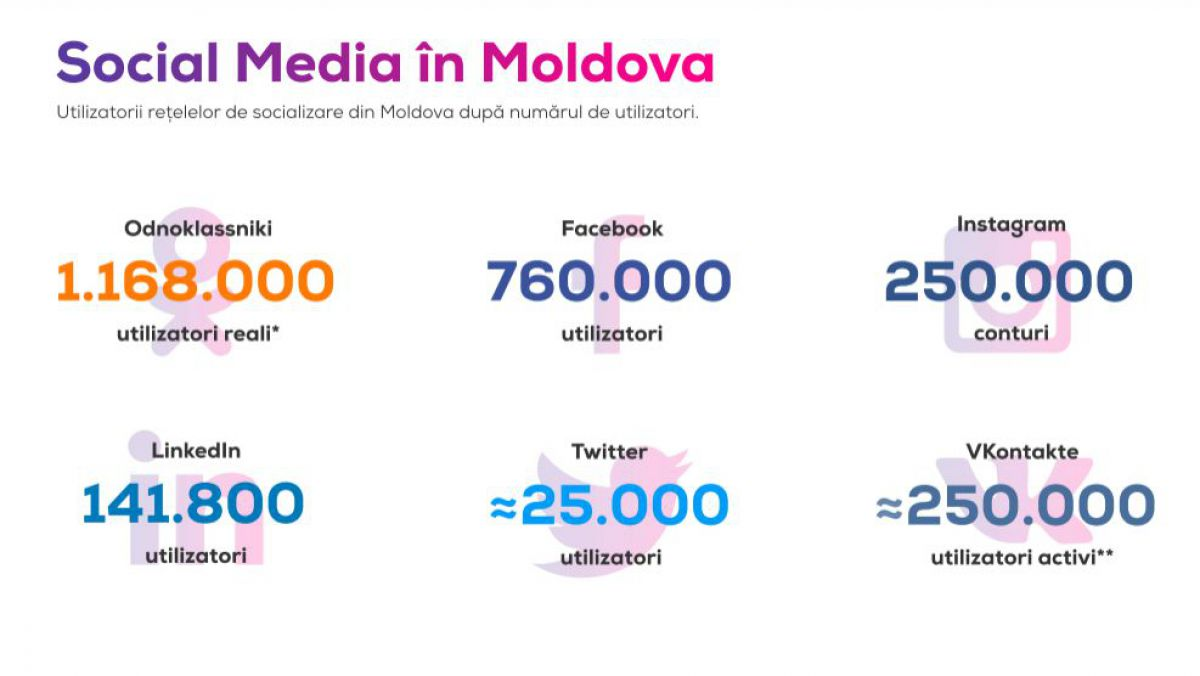 Social Media în Moldova
Utilizatorii rețelelor de socializare din Moldova după numărul de utilizatori.
Odnoklassniki
1.168.000
utilizatori reali*
Facebook
760.000
utilizatori
Instagram
250.000
conturi
LinkedIn
141.800
utilizatori
Twitter
≈25.000
utilizatori
VKontakte
≈250.000
utilizatori activi**